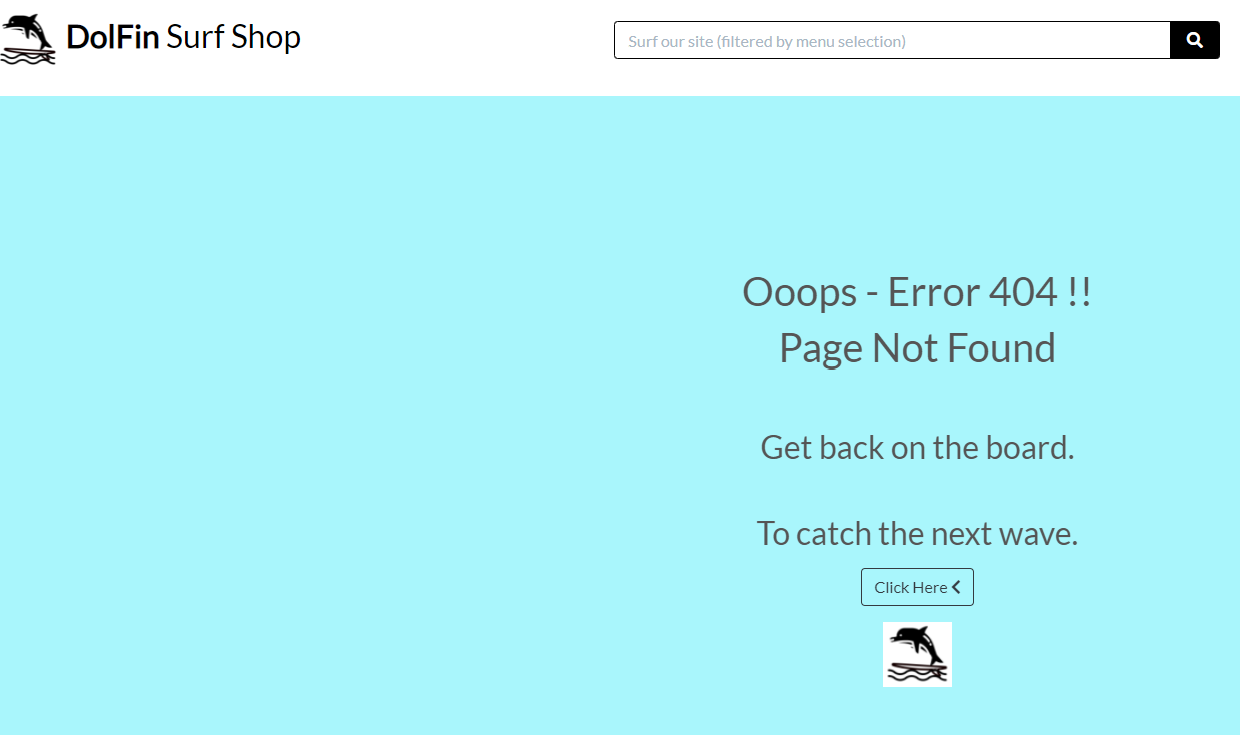 DolFin Surf Shop
Surf our site (filtered by menu selection)
Ooops - Error 404 !!
Page Not Found
Get back on the board.
To catch the next wave.
Click Here